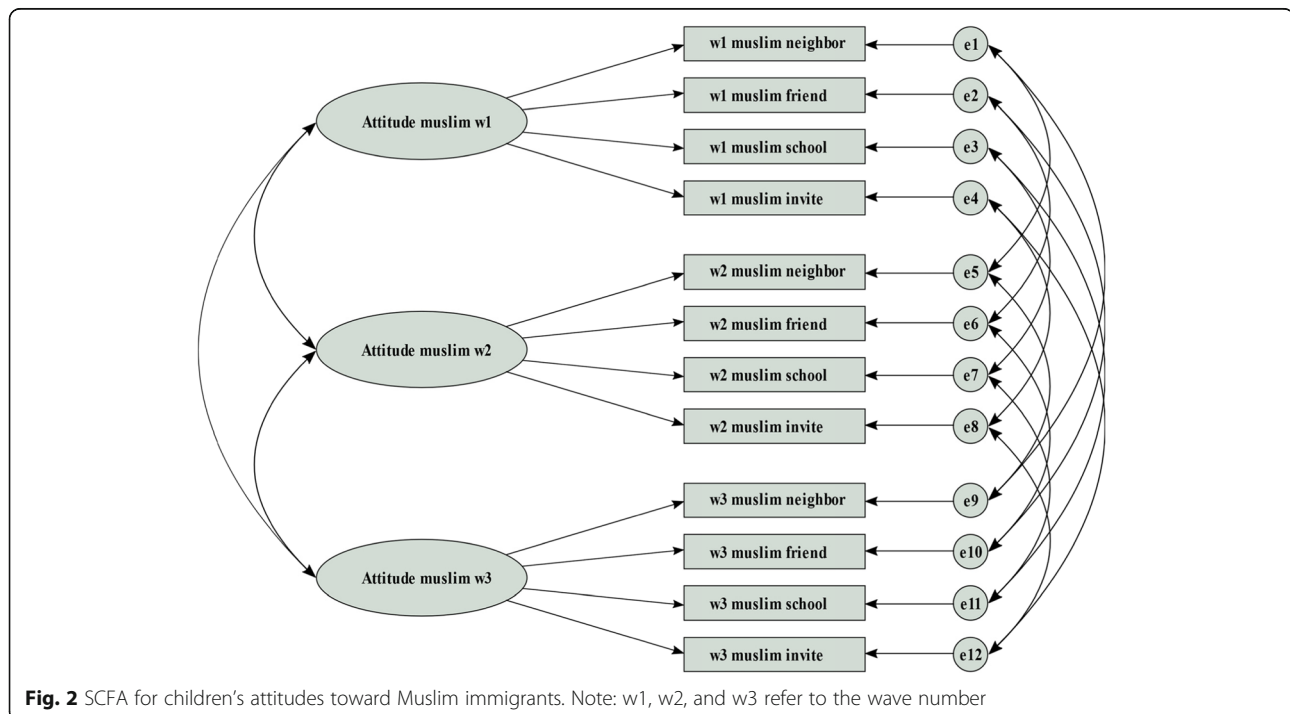 w1 muslim neighbor e1
w1 muslim friend e2
Attitude muslim w1
w1 muslim school e3
w1 muslim invite e4
w2 muslim neighbor e5
w2 muslim friend e6
Attitude muslim w2
w2 muslim school e7
w2 muslim invite e8
w3 muslim neighbor e9
w3 muslim friend e10
Attitude muslim w3
w3 muslim school e11
w3 muslim invite e12
Fig. 2 SCFA for children’s attitudes toward Muslim immigrants. Note: w1, w2, and w3 refer to the wave number